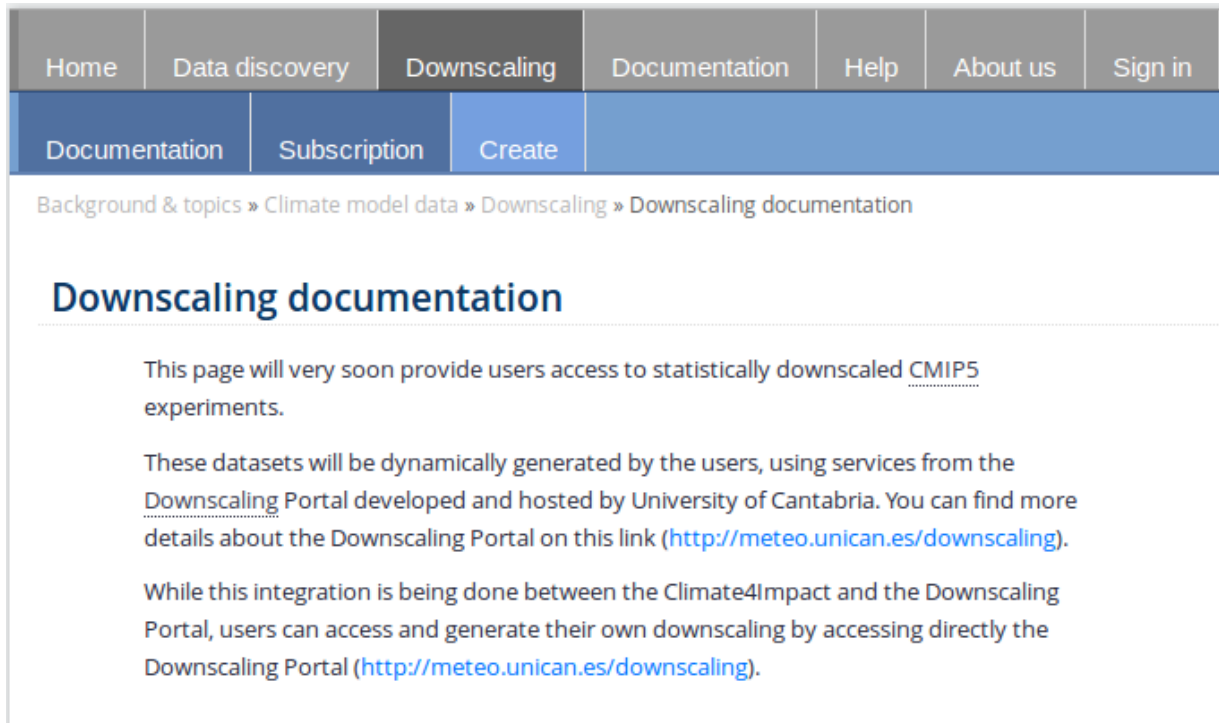 Home Data discovery Downscaling Documentation Help About us Sign in
Documentation Subscription Create
Background & topics » Climate model data » Downscaling » Downscaling documentation
Downscaling documentation
This page will very soon provide users access to statistically downscaled CMIP5
experiments.
These datasets will be dynamically generated by the users, using services from the
Downscaling Portal developed and hosted by University of Cantabria. You can find more
details about the Downscaling Portal on this link (http://meteo.unican.es/downscaling).
While this integration is being done between the Climate4Impact and the Downscaling
Portal, users can access and generate their own downscaling by accessing directly the
Downscaling Portal (http://meteo.unican.es/downscaling).